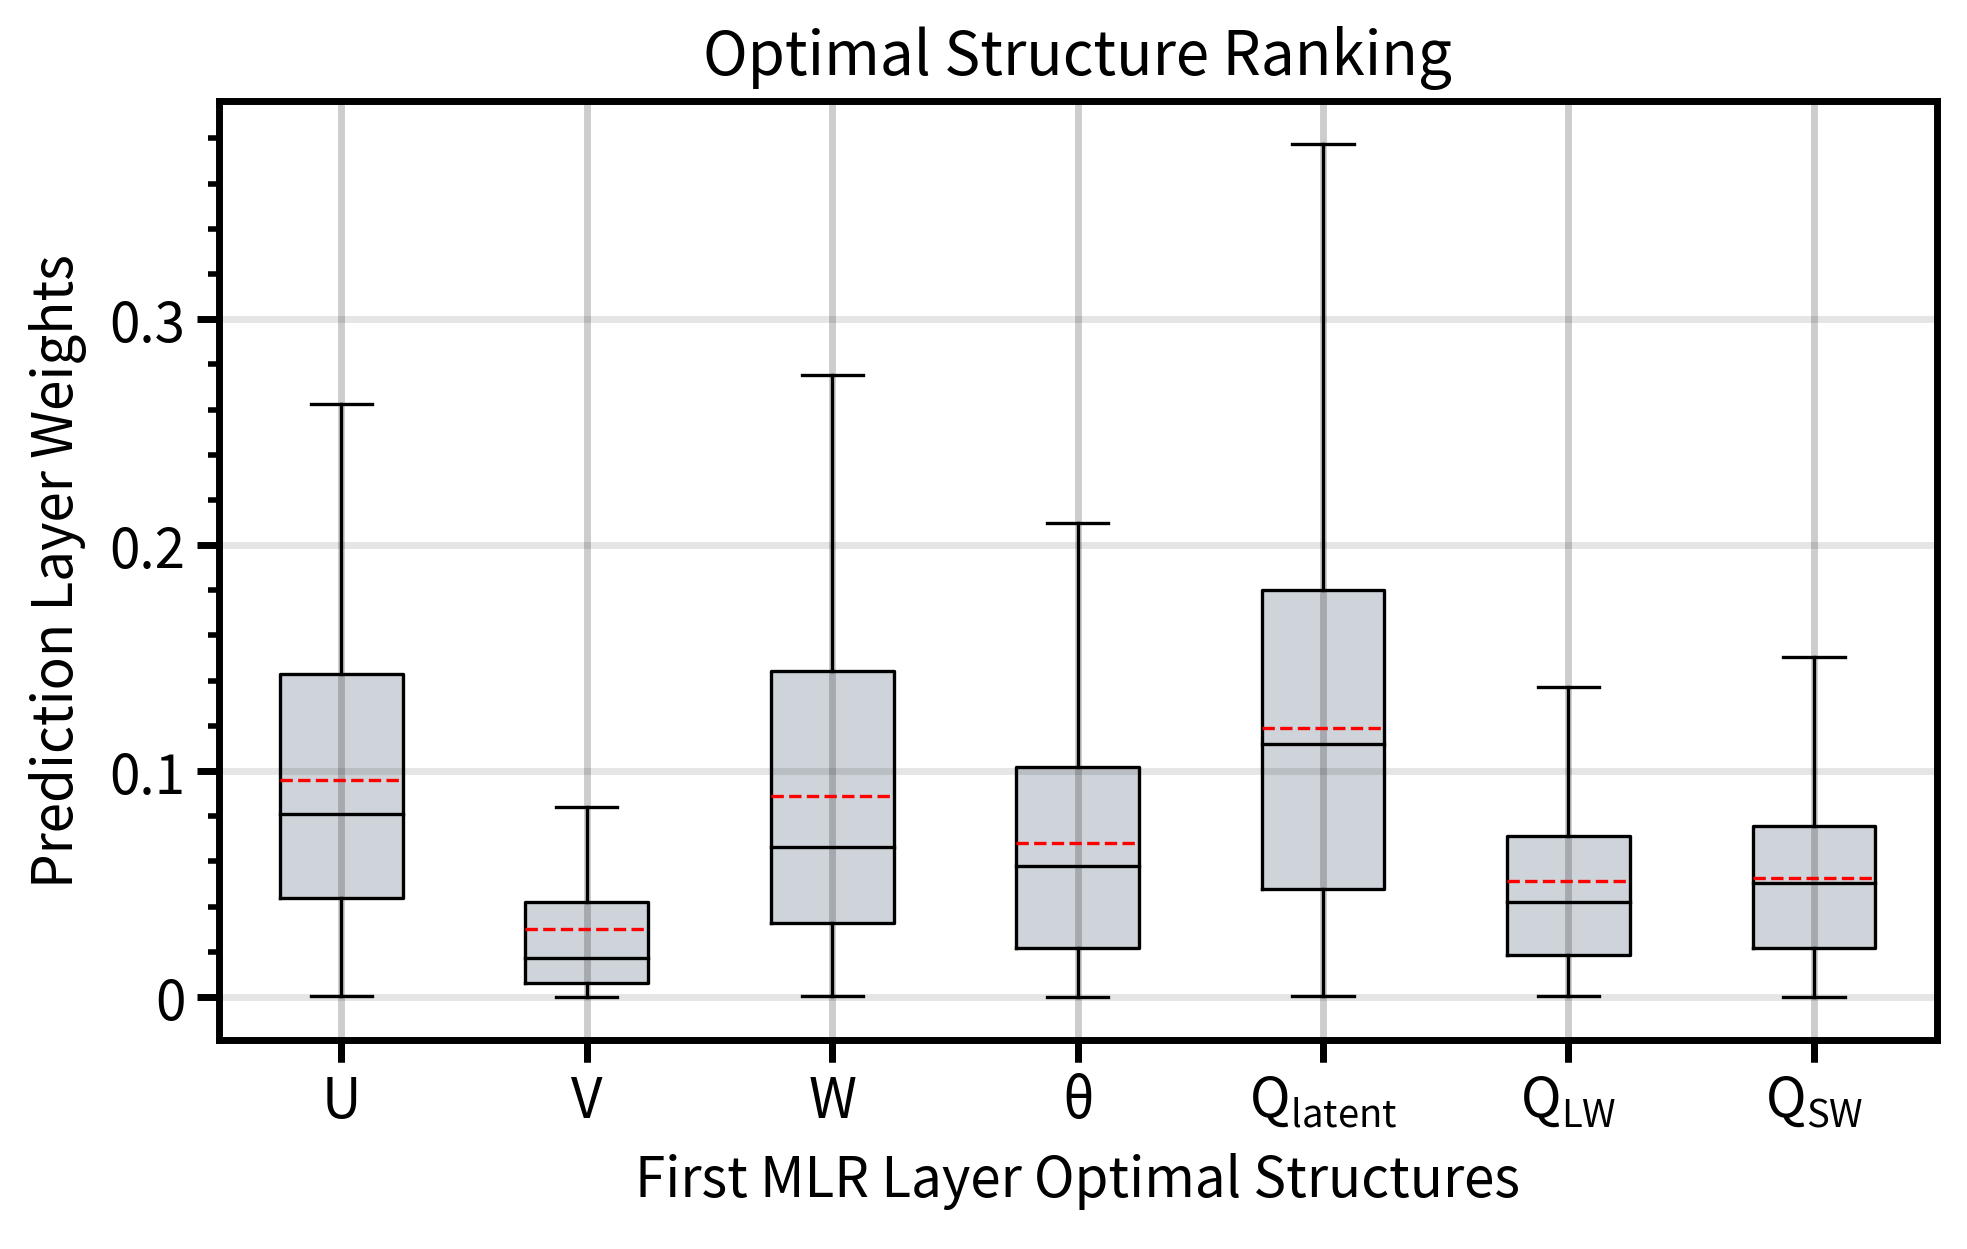 Optimal Structure Ranking
Prediction Layer Weights
0.3
0.2
0.1
0
U V W θ Qlatent QLW QSW
First MLR Layer Optimal Structures